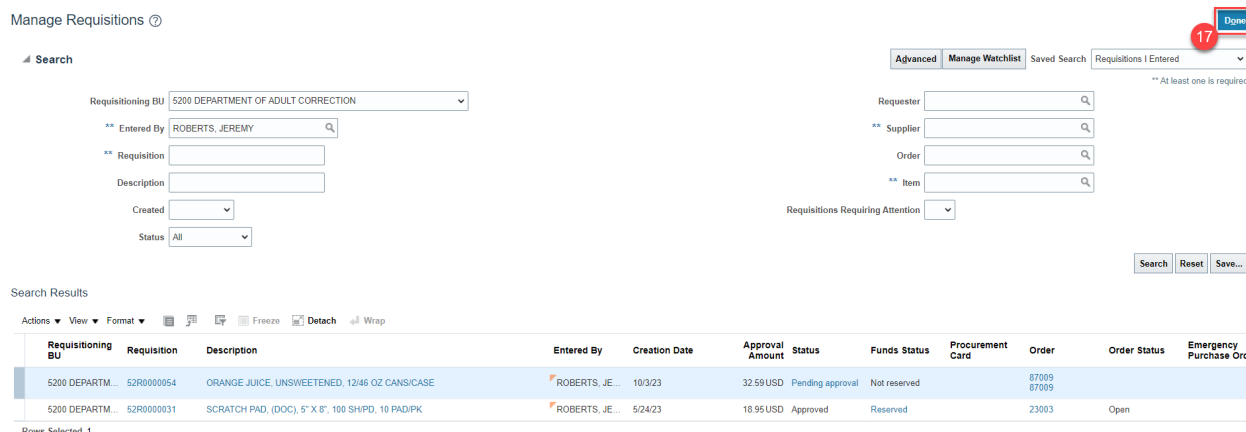 Manage Requisitions
Done
17
Search
Advanced Manage Watchlist Saved Search Requisitions I Entered
** At least one is required
Requisitioning BU 5200 DEPARTMENT OF ADULT CORRECTION
Requester
** Entered By ROBERTS, JEREMY
** Supplier
** Requisition
Order
Description
** Item
Created
Requisitions Requiring Attention
Status All
Search Reset Save...
Search Results
Actions View Format Freeze Detach Wrap
Requisitioning BU Requisition Description Entered By Creation Date Approval Amount Status Funds Status Procurement Card Order Order Status Emergency Purchase Ord
5200 DEPARTM... 52R0000054 ORANGE JUICE, UNSWEETENED, 12/46 OZ CANS/CASE ROBERTS, JE... 10/3/23 32.59 USD Pending approval Not reserved 87009
87009
5200 DEPARTM... 52R0000031 SCRATCH PAD, (DOC), 5" X 8", 100 SH/PD, 10 PAD/PK ROBERTS, JE... 5/24/23 18.95 USD Approved Reserved 23003 Open
Rows Selected 1